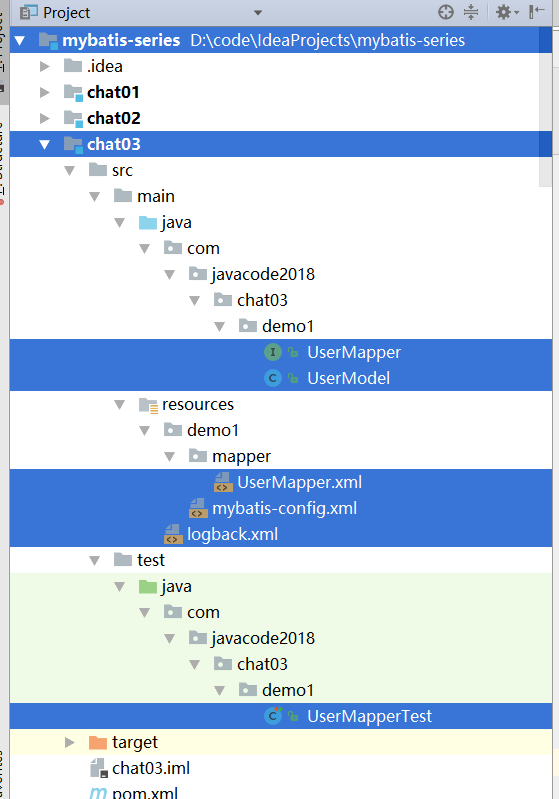 Project
mybatis-series D:\code\IdeaProjects\mybatis-series
.idea
chat01
chat02
chat03
src
main
java
com
javacode2018
chat03
demo1
UserMapper
UserModel
resources
demo1
mapper
UserMapper.xml
mybatis-config.xml
logback.xml
test
java
com
javacode2018
chat03
demo1
UserMapperTest
target
chat03.iml
pom.xml